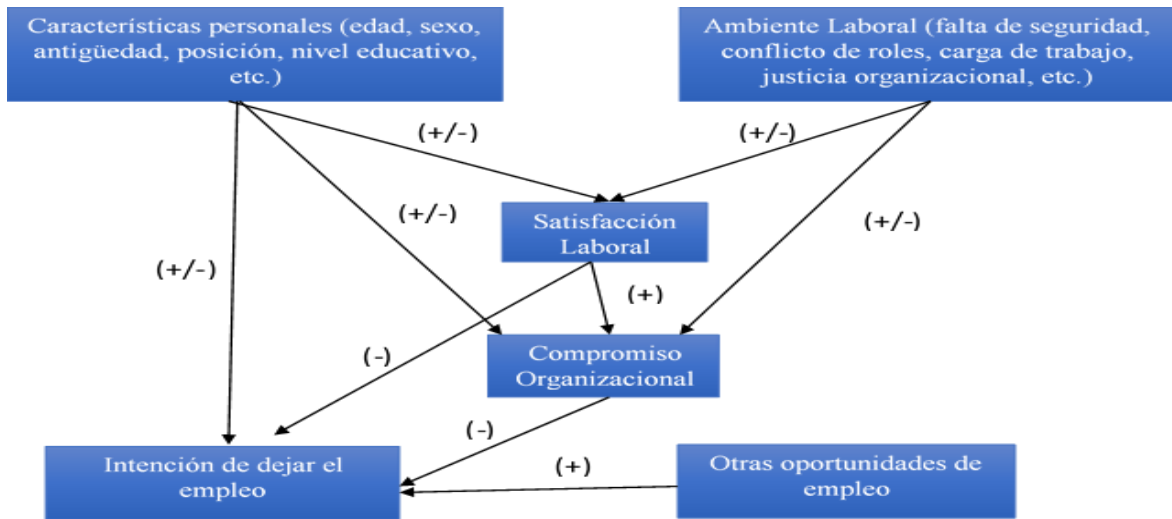 Características personales (edad, sexo,
antigüedad, posición, nivel educativo,
etc.)
Ambiente Laboral (falta de seguridad,
conflicto de roles, carga de trabajo,
justicia organizacional, etc.)
(+/-)
(+/-)
(+/-)
(+/-)
Satisfacción
Laboral
(+/-)
(+)
(-)
Compromiso
Organizacional
(-)
(+)
Intención de dejar el
empleo
Otras oportunidades de
empleo